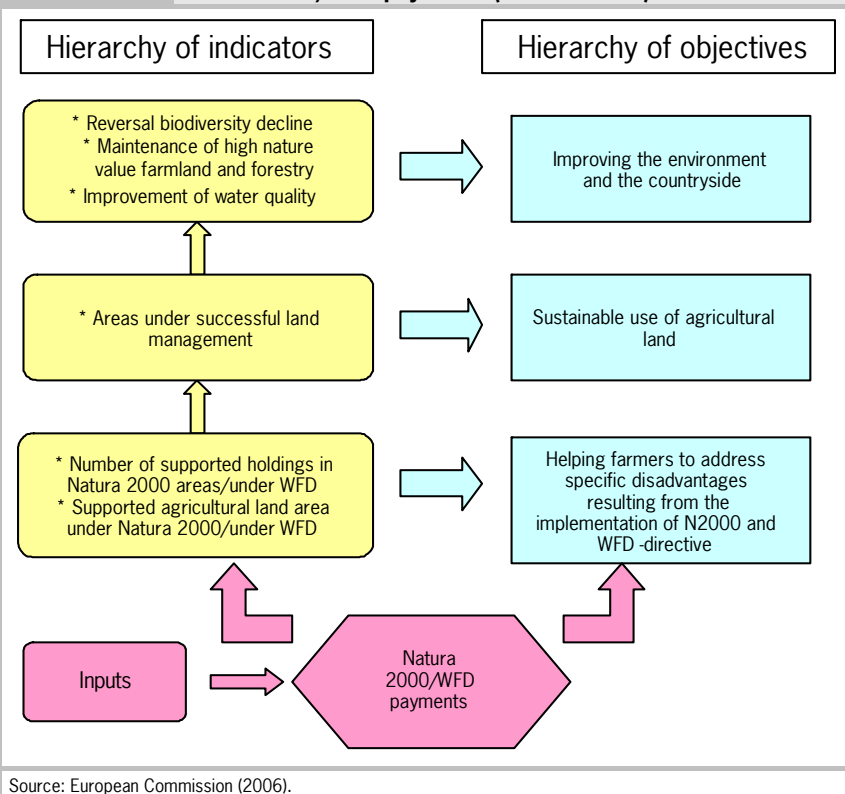 Hierarchy of indicators
Hierarchy of objectives
* Reversal biodiversity decline
* Maintenance of high nature
value farmland and forestry
* Improvement of water quality
Improving the environment
and the countryside
* Areas under successful land
management
Sustainable use of agricultural
land
* Number of supported holdings in
Natura 2000 areas/under WFD
* Supported agricultural land area
under Natura 2000/under WFD
Helping farmers to address
specific disadvantages
resulting from the
implementation of N2000 and
WFD -directive
Inputs
Natura
2000/WFD
payments
Source: European Commission (2006).